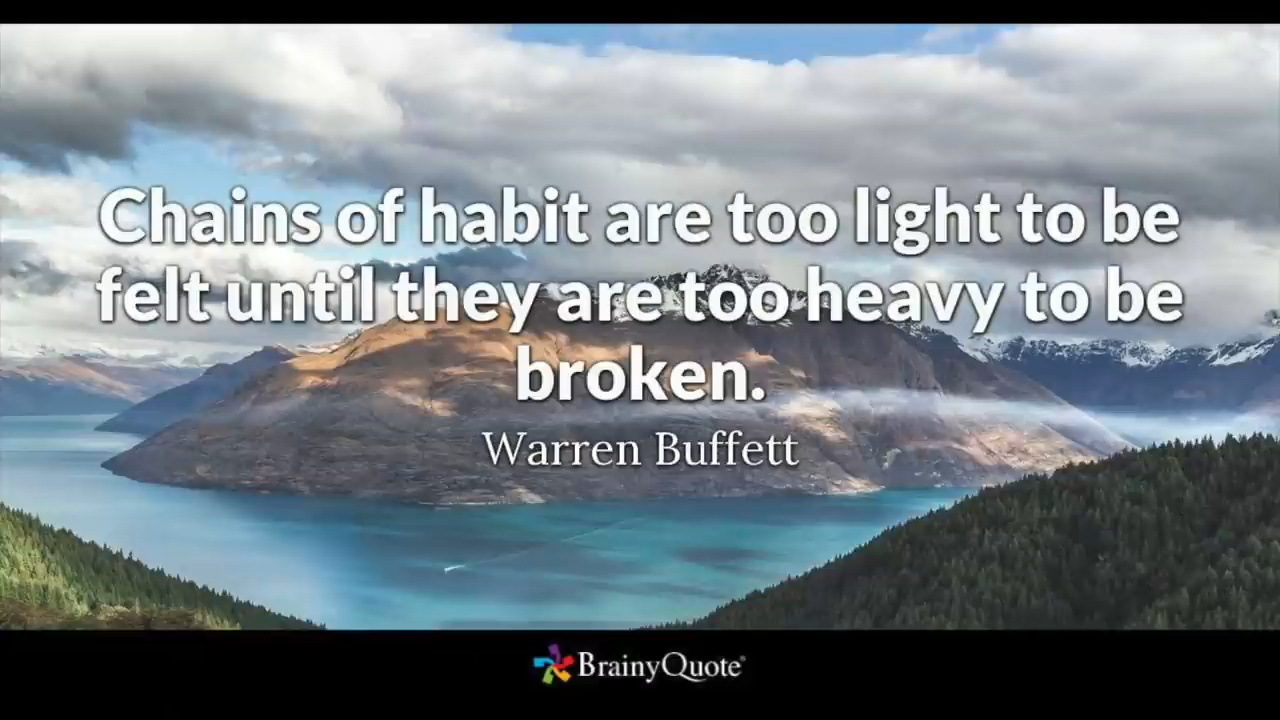 Chains of habit are too light to be
felt until they are too heavy to be
broken.
Warren Buffett
BrainyQuote®